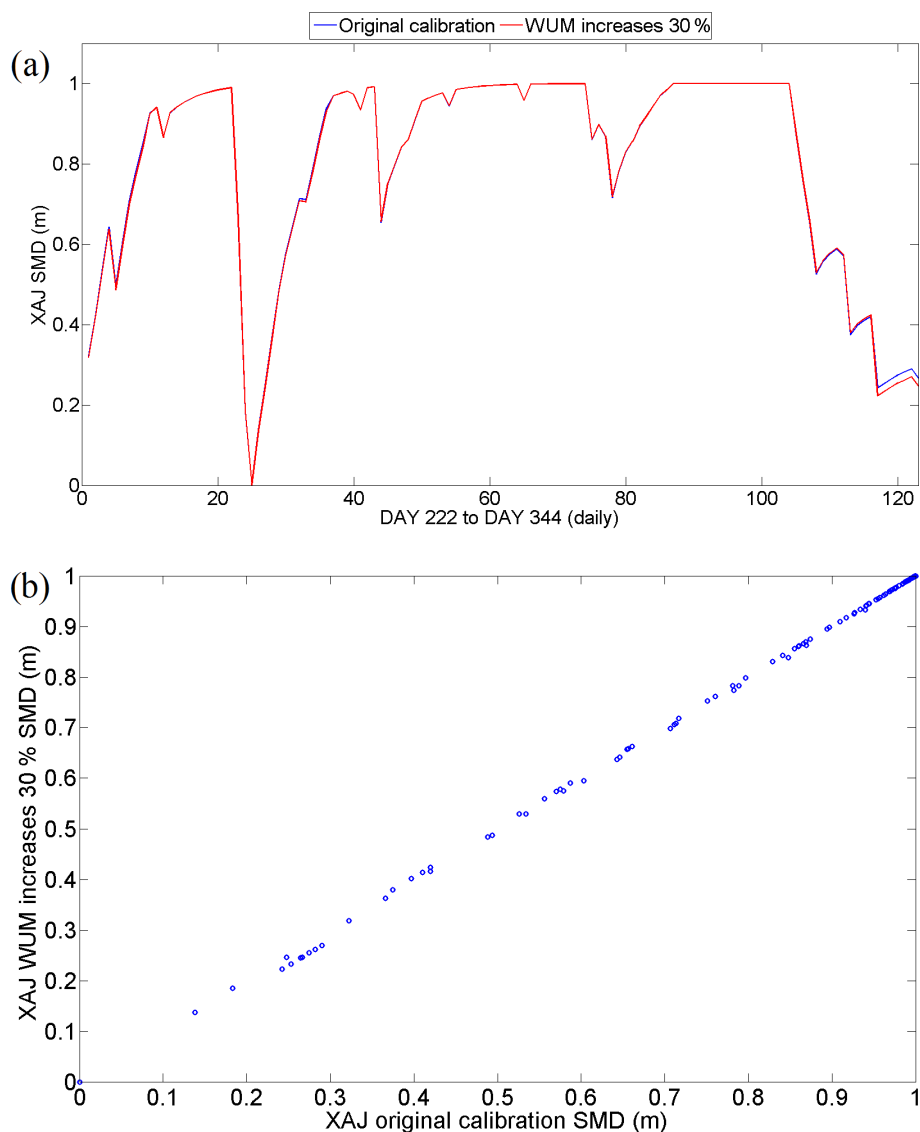 Original calibration WUM increases 30 %
(a)
XAJ SMD (m)
1
0.8
0.6
0.4
0.2
0
0 20 40 60 80 100 120
DAY 222 to DAY 344 (daily)
(b)
XAJ WUM increases 30 % SMD (m)
1
0.9
0.8
0.7
0.6
0.5
0.4
0.3
0.2
0.1
0
0 0.1 0.2 0.3 0.4 0.5 0.6 0.7 0.8 0.9 1
XAJ original calibration SMD (m)